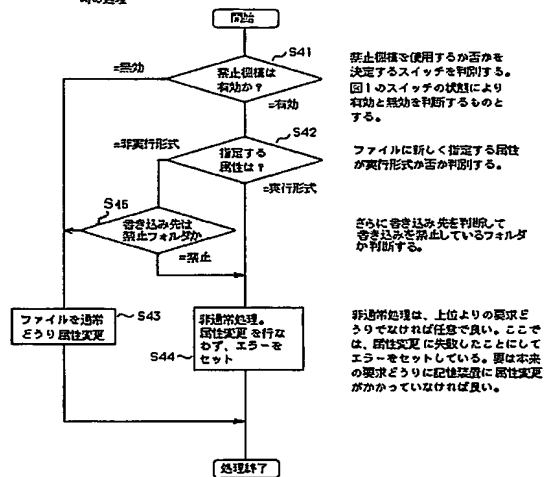 時の処理
開始
S41
禁止機構は
有効か？
=無効
=有効
禁止機構を使用するか否かを
決定するスイッチを判別する。
図1のスイッチの状態により
有効と無効を判断するものと
する。
S42
指定する
属性は？
=非実行形式
=実行形式
ファイルに新しく指定する属性
が実行形式か否か判別する。
S45
書き込み先は
禁止フォルダか
=禁止
さらに書き込み先を判断して
書き込みを禁止しているフォルダ
か判断する。
ファイルを通常
どうり属性変更
S43
非通常処理。
属性変更を行な
わず、エラーを
セット
S44
非通常処理は、上位よりの要求ど
うりでなければ任意で良い。ここで
は、属性変更に失敗したことにして
エラーをセットしている。要は本来
の要求どうりに記憶装置に属性変更
がかかっていなければ良い。
処理終了